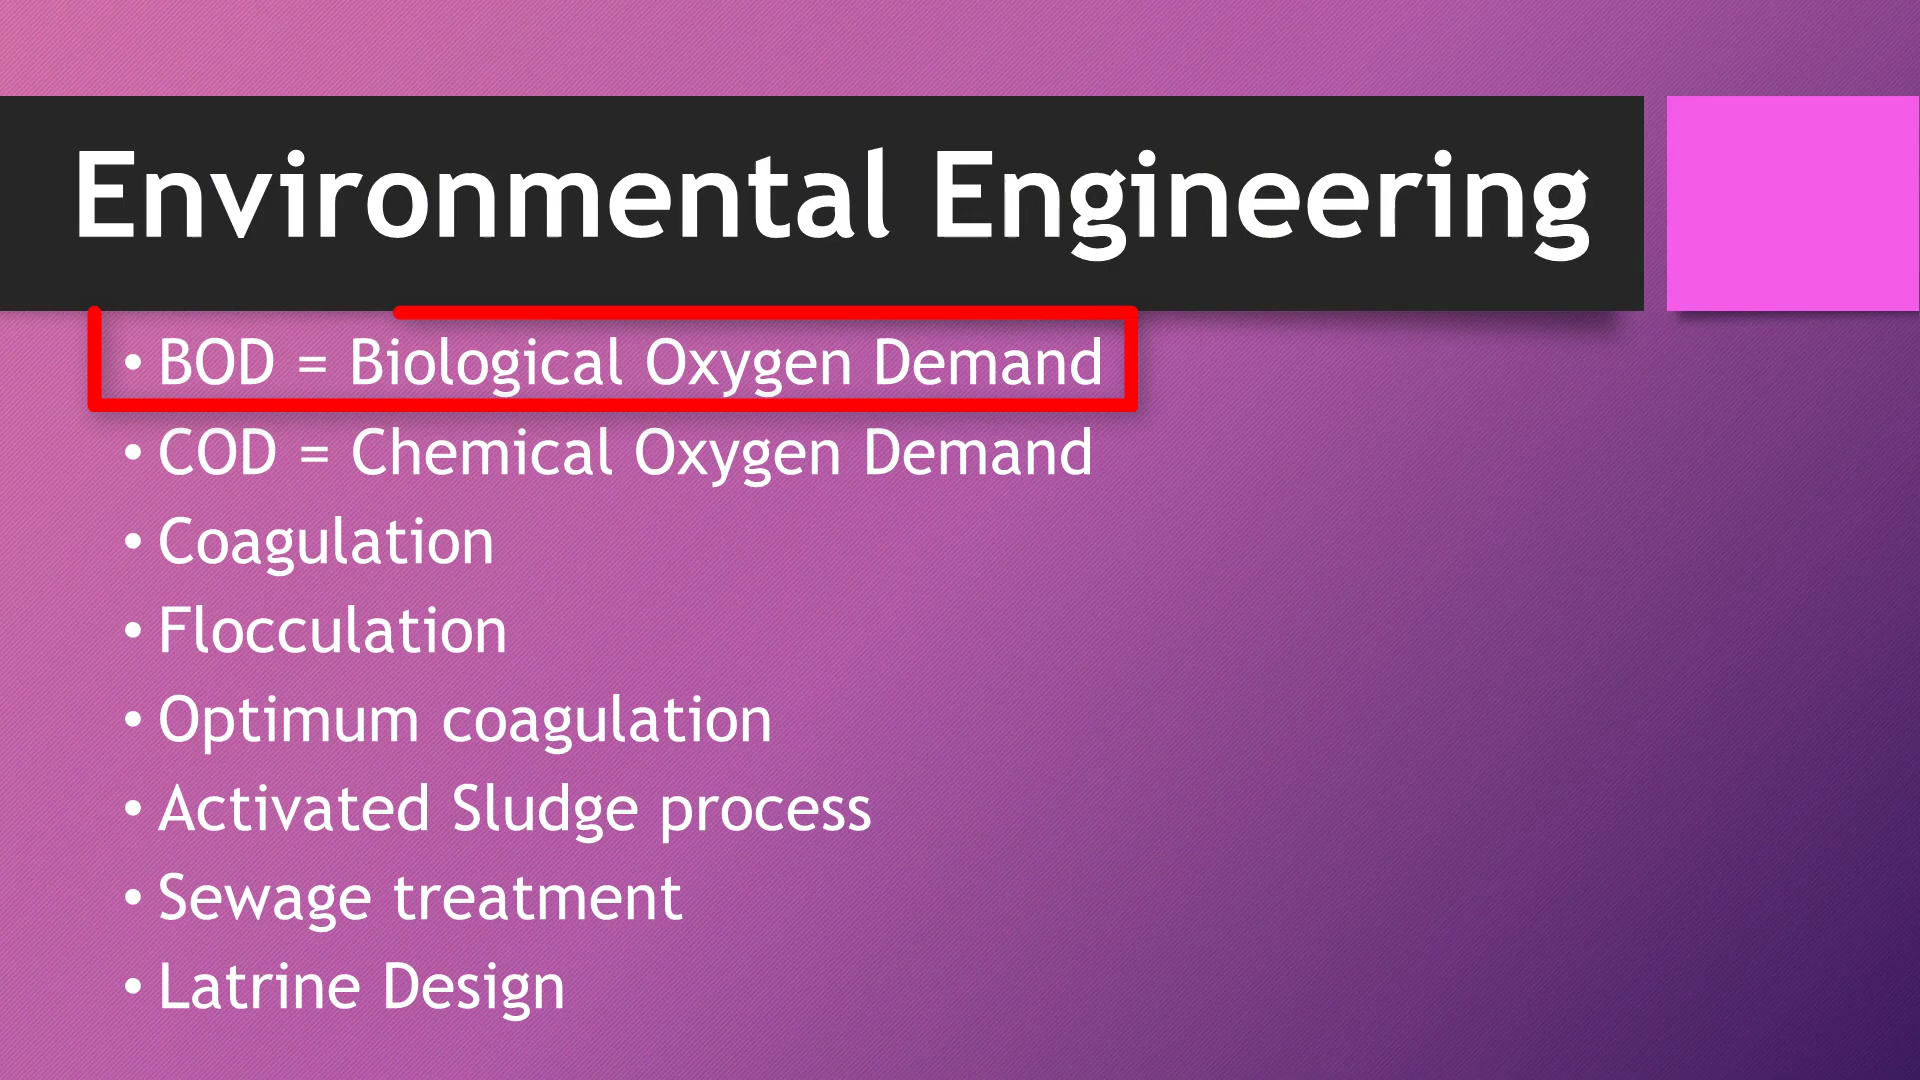 Environmental Engineering
• BOD = Biological Oxygen Demand
• COD = Chemical Oxygen Demand
• Coagulation
• Flocculation
• Optimum coagulation
• Activated Sludge process
• Sewage treatment
• Latrine Design